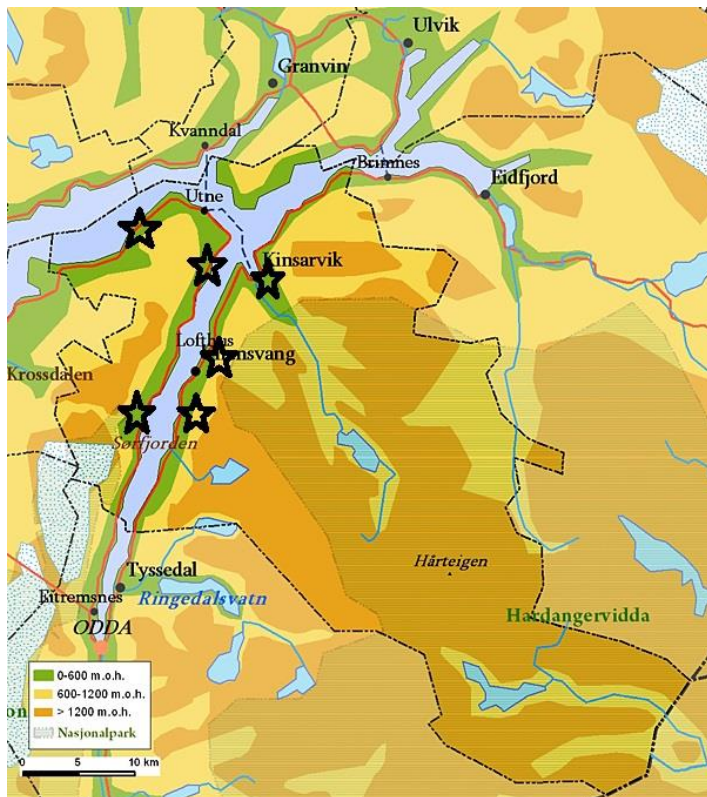 Ulvik
Granvin
Kvanndal
Brimnes
Eidfjord
Utne
Kinsarvik
Lofthus
Krossdalen
Sørfjorden
Hårteigen
Tyssedal
Ringedalsvatn
Eitremsnes
Hardangervidda
ODDA
0-600 m.o.h.
600-1200 m.o.h.
> 1200 m.o.h.
Nasjonalpark
0 5 10 km